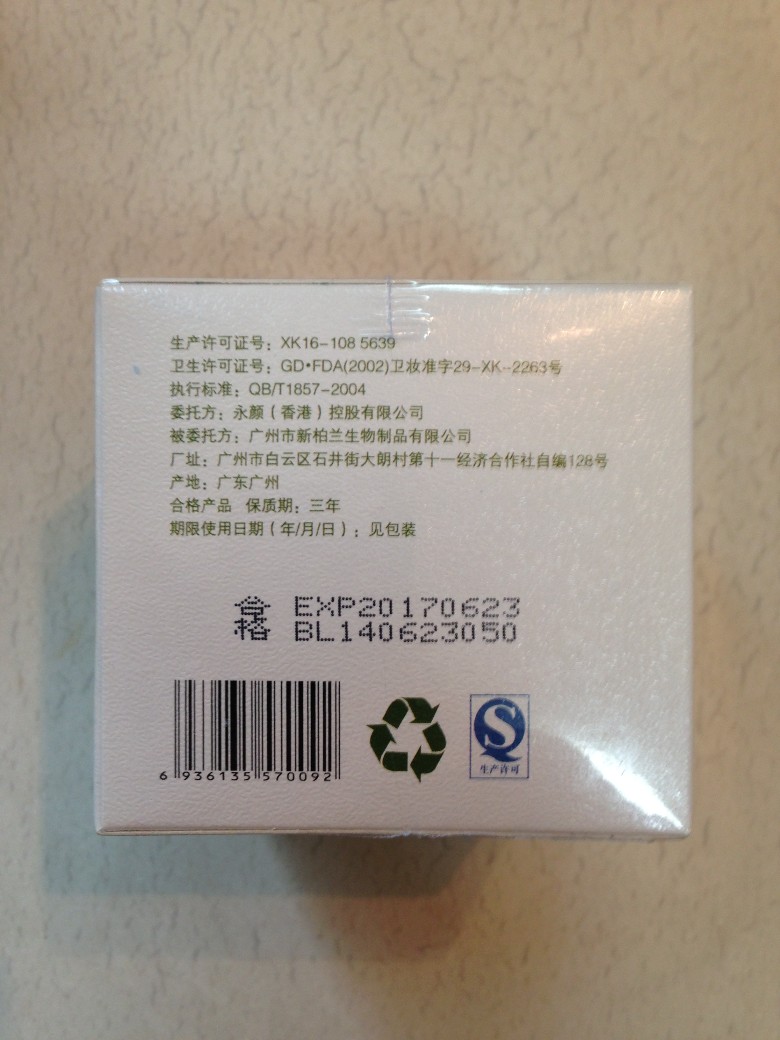 生产许可证号：XK16-108 5639
卫生许可证号：GD•FDA(2002)卫妆准字29-XK-2263号
执行标准：QB/T1857-2004
委托方：永颜（香港）控股有限公司
被委托方：广州市新柏兰生物制品有限公司
厂址：广州市白云区石井街大朗村第十一经济合作社自编128号
产地：广东广州
合格产品 保质期：三年
期限使用日期（年/月/日）：见包装
合格 EXP20170623
BL140623050
6 936135 570092
生产许可